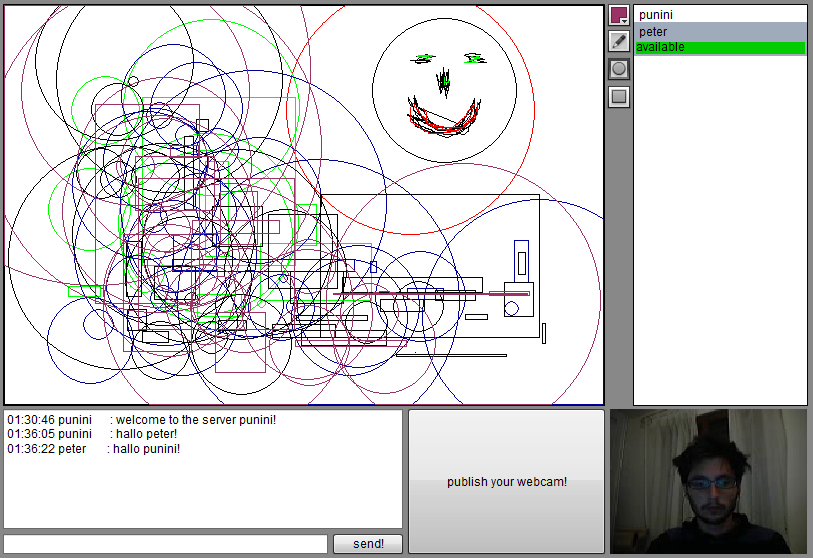 punini
peter
available
01:30:46 punini : welcome to the server punini!
01:36:05 punini : hallo peter!
01:36:22 peter : hallo punini!
publish your webcam!
send!